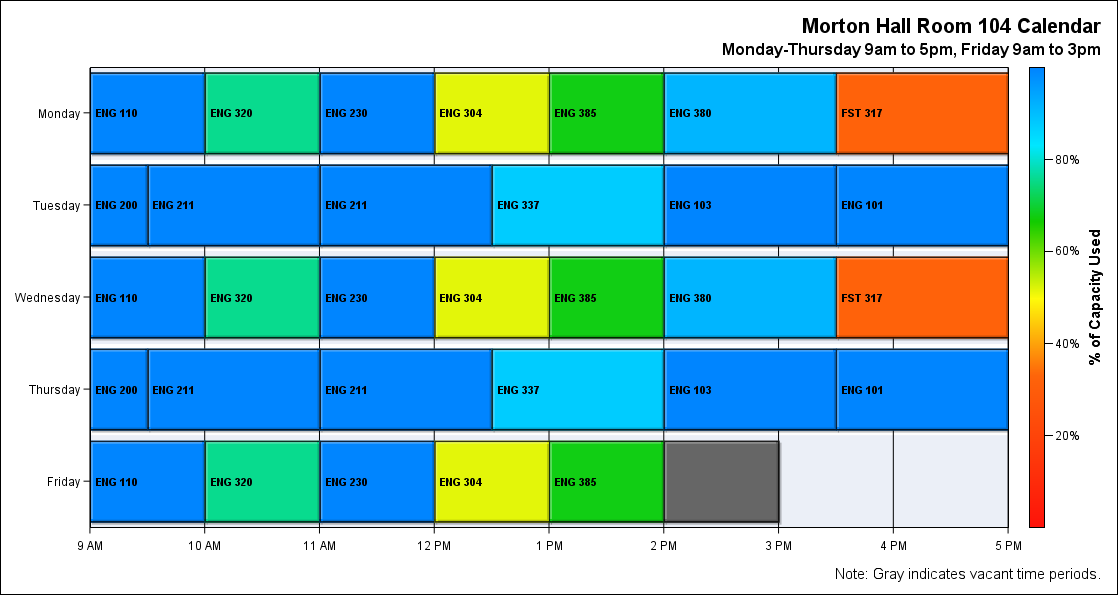 Morton Hall Room 104 Calendar
Monday-Thursday 9am to 5pm, Friday 9am to 3pm
Monday ENG 110 ENG 320 ENG 230 ENG 304 ENG 385 ENG 380 FST 317
Tuesday ENG 200 ENG 211 ENG 211 ENG 337 ENG 103 ENG 101
Wednesday ENG 110 ENG 320 ENG 230 ENG 304 ENG 385 ENG 380 FST 317
Thursday ENG 200 ENG 211 ENG 211 ENG 337 ENG 103 ENG 101
Friday ENG 110 ENG 320 ENG 230 ENG 304 ENG 385
9 AM 10 AM 11 AM 12 PM 1 PM 2 PM 3 PM 4 PM 5 PM
80%
60%
40%
20%
% of Capacity Used
Note: Gray indicates vacant time periods.